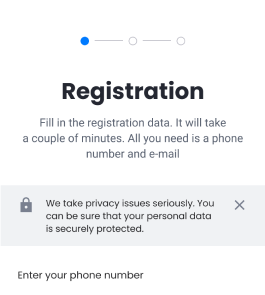 Registration
Fill in the registration data. It will take
a couple of minutes. All you need is a phone
number and e-mail
We take privacy issues seriously. You
can be sure that your personal data
is securely protected.
Enter your phone number